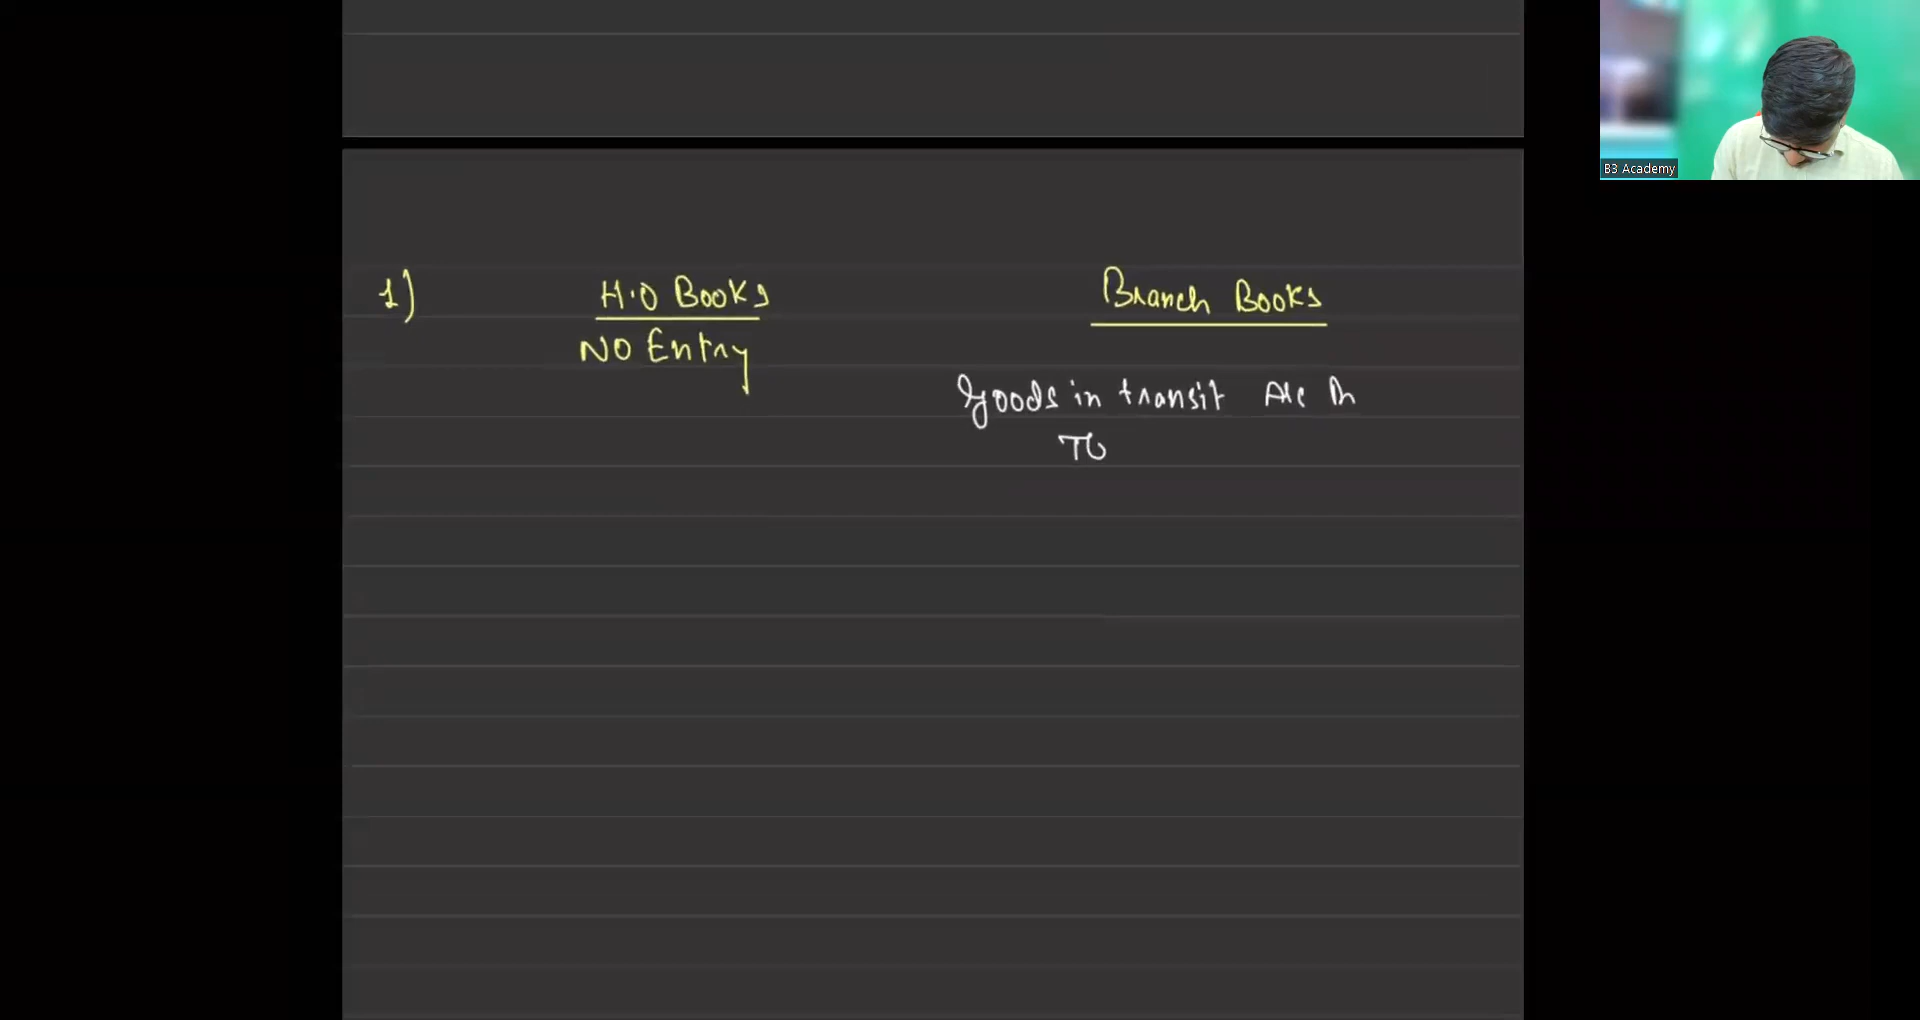 B3 Academy
1) H.O Books Branch Books
NO Entry
Goods in transit A/c Dr
TO